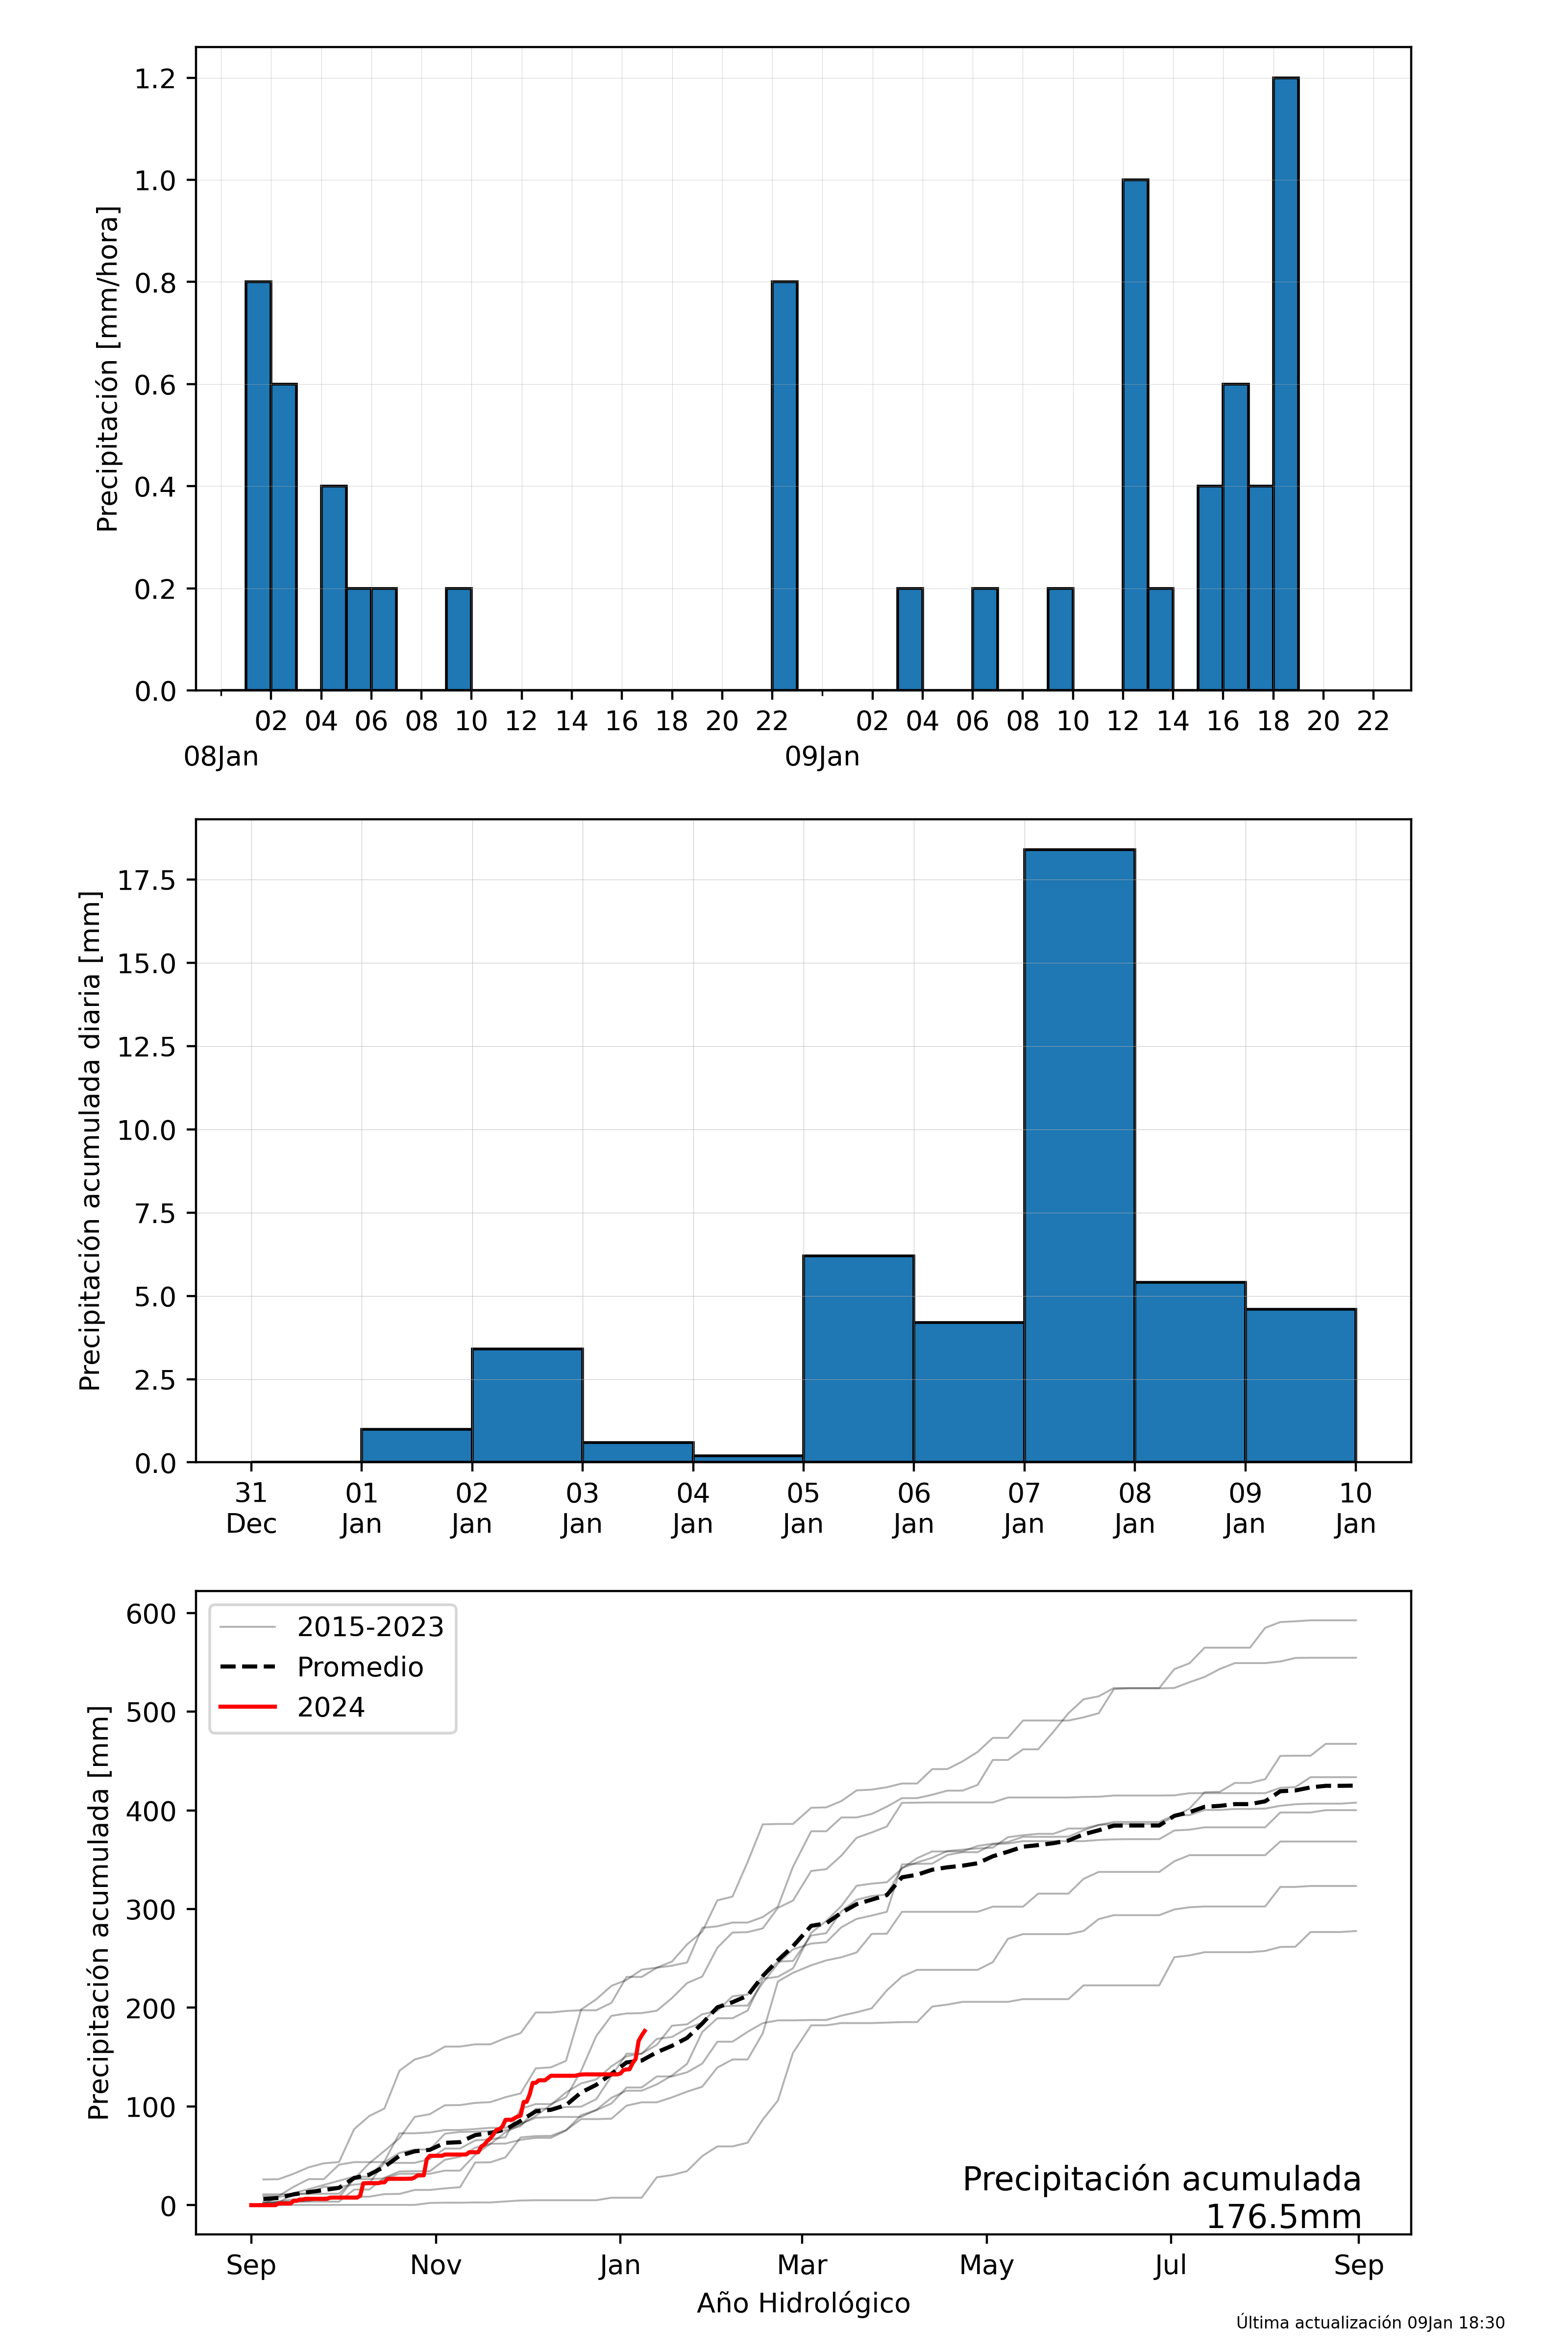 Precipitación [mm/hora]
1.2
1.0
0.8
0.6
0.4
0.2
0.0
02 04 06 08 10 12 14 16 18 20 22 02 04 06 08 10 12 14 16 18 20 22
08Jan 09Jan
Precipitación acumulada diaria [mm]
17.5
15.0
12.5
10.0
7.5
5.0
2.5
0.0
31 01 02 03 04 05 06 07 08 09 10
Dec Jan Jan Jan Jan Jan Jan Jan Jan Jan Jan
Precipitación acumulada [mm]
600
500
400
300
200
100
0
2015-2023
Promedio
2024
Precipitación acumulada
176.5mm
Sep Nov Jan Mar May Jul Sep
Año Hidrológico
Última actualización 09Jan 18:30